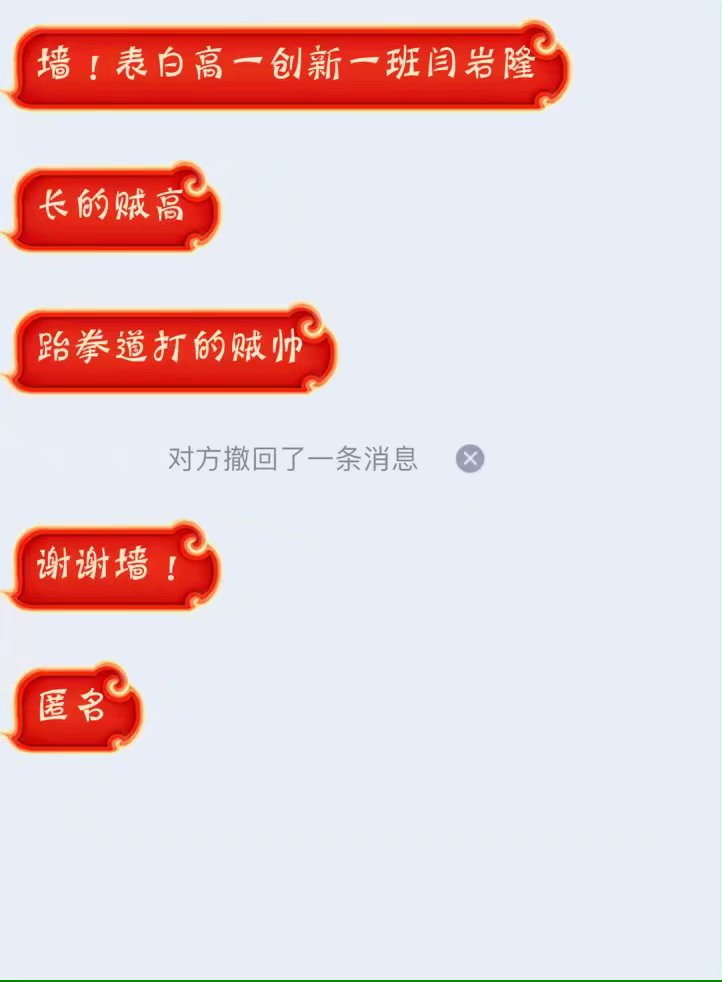 墙！表白高一创新一班闫岩隆
长的贼高
跆拳道打的贼帅
对方撤回了一条消息
谢谢墙！
匿名